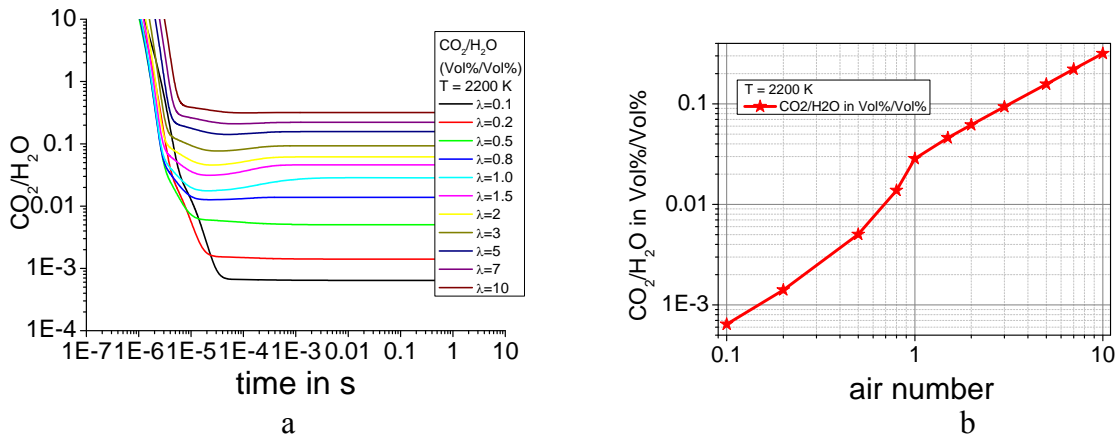 CO2/H2O
10
1
0.1
0.01
1E-3
1E-4
1E-7 1E-6 1E-5 1E-4 1E-3 0.01 0.1 1 10
time in s
CO2/H2O
(Vol%/Vol%)
T = 2200 K
λ=0.1
λ=0.2
λ=0.5
λ=0.8
λ=1.0
λ=1.5
λ=2
λ=3
λ=5
λ=7
λ=10
a
CO2/H2O in Vol%/Vol%
0.1
0.01
1E-3
0.1 1 10
air number
T = 2200 K
CO2/H2O in Vol%/Vol%
b